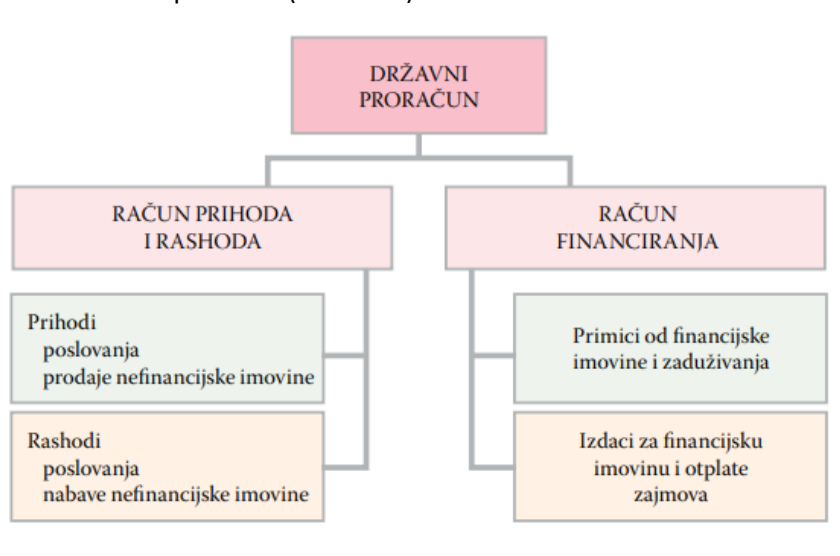 DRŽAVNI
PRORAČUN
RAČUN PRIHODA
I RASHODA
RAČUN
FINANCIRANJA
Prihodi
poslovanja
prodaje nefinancijske imovine
Primici od financijske
imovine i zaduživanja
Rashodi
poslovanja
nabave nefinancijske imovine
Izdaci za financijsku
imovinu i otplate
zajmova